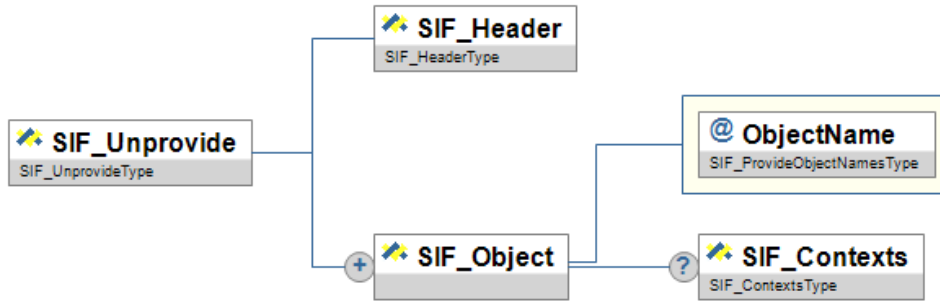 SIF_Header
SIF_HeaderType
SIF_Unprovide
SIF_UnprovideType
@ ObjectName
SIF_ProvideObjectNamesType
+ SIF_Object
? SIF_Contexts
SIF_ContextsType